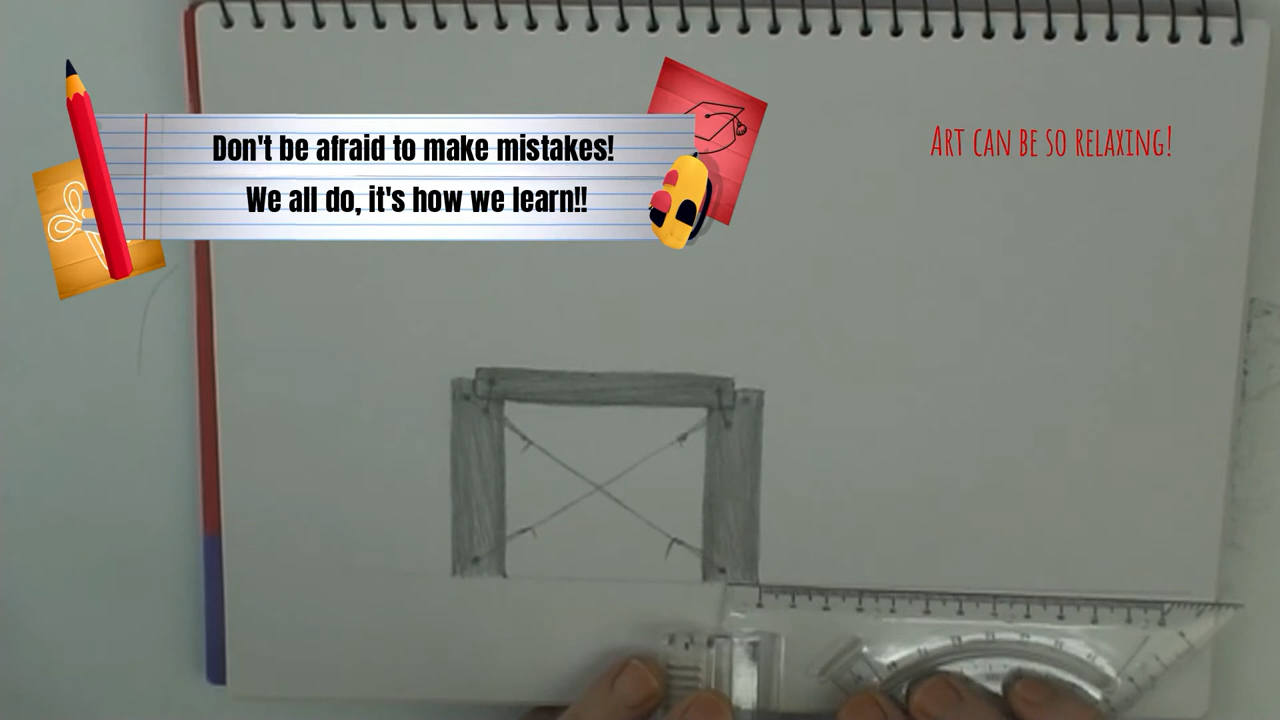 Don't be afraid to make mistakes!
We all do, it's how we learn!!
Art can be so relaxing!